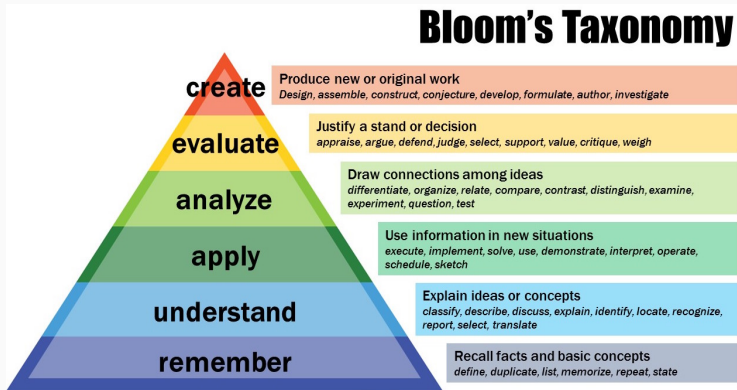 Bloom's Taxonomy
create
Produce new or original work
Design, assemble, construct, conjecture, develop, formulate, author, investigate
evaluate
Justify a stand or decision
appraise, argue, defend, judge, select, support, value, critique, weigh
analyze
Draw connections among ideas
differentiate, organize, relate, compare, contrast, distinguish, examine,
experiment, question, test
apply
Use information in new situations
execute, implement, solve, use, demonstrate, interpret, operate,
schedule, sketch
understand
Explain ideas or concepts
classify, describe, discuss, explain, identify, locate, recognize,
report, select, translate
remember
Recall facts and basic concepts
define, duplicate, list, memorize, repeat, state